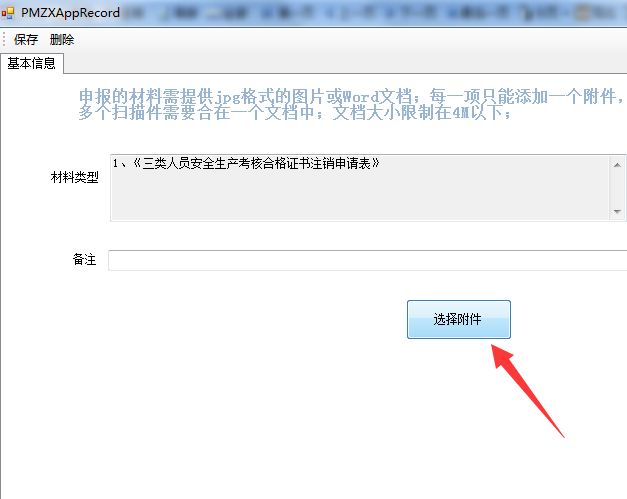 PMZXAppRecord
保存 删除
基本信息
申报的材料需提供jpg格式的图片或Word文档；每一项只能添加一个附件，
多个扫描件需要合在一个文档中；文档大小限制在4M以下；
材料类型
1、《三类人员安全生产考核合格证书注销申请表》
备注
选择附件